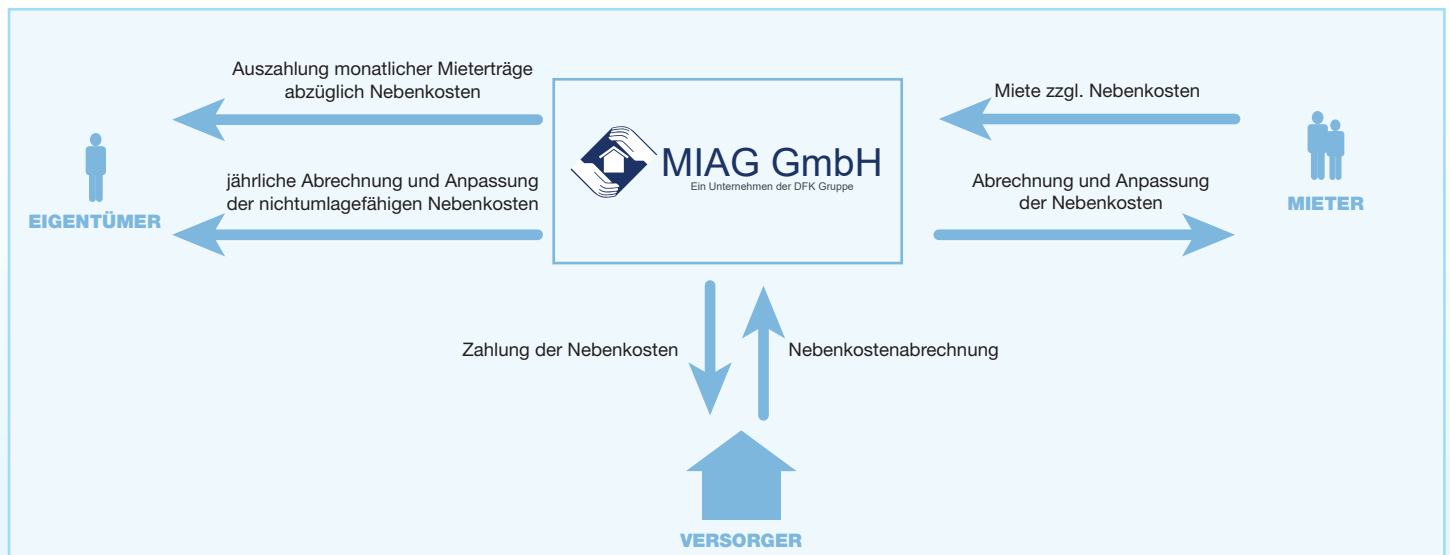 Auszahlung monatlicher Mieterträge
abzüglich Nebenkosten
jährliche Abrechnung und Anpassung
der nichtumlagefähigen Nebenkosten
EIGENTÜMER
MIAG GmbH
Ein Unternehmen der DFK Gruppe
Miete zzgl. Nebenkosten
Abrechnung und Anpassung
der Nebenkosten
MIETER
Zahlung der Nebenkosten
Nebenkostenabrechnung
VERSORGER